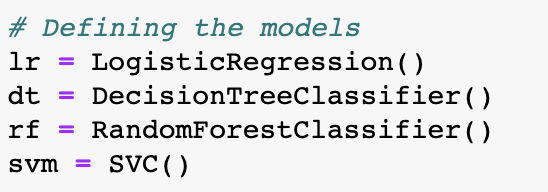 # Defining the models
lr = LogisticRegression()
dt = DecisionTreeClassifier()
rf = RandomForestClassifier()
svm = SVC()